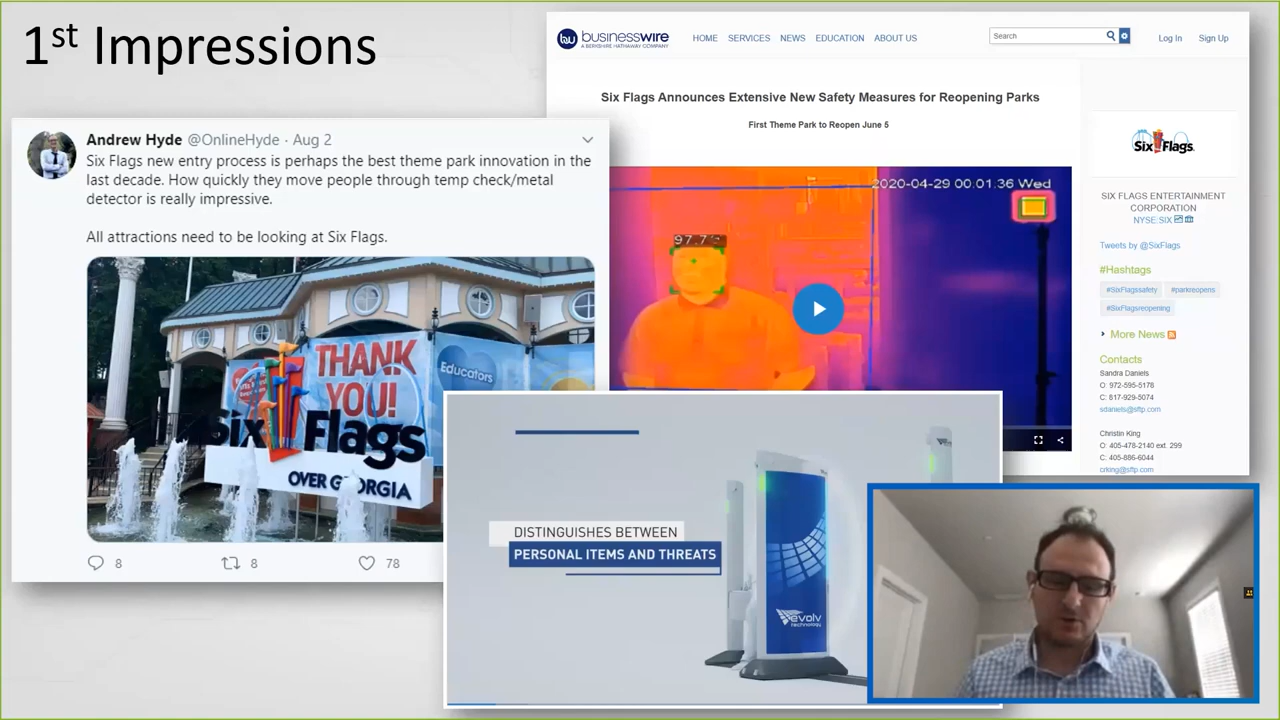 1st Impressions
Andrew Hyde @OnlineHyde · Aug 2
Six Flags new entry process is perhaps the best theme park innovation in the
last decade. How quickly they move people through temp check/metal
detector is really impressive.
All attractions need to be looking at Six Flags.
THANK
YOU!
Educators
Six Flags
OVER GEORGIA
8
8
78
businesswire
A BERKSHIRE HATHAWAY COMPANY
HOME SERVICES NEWS EDUCATION ABOUT US
Search
Log In Sign Up
Six Flags Announces Extensive New Safety Measures for Reopening Parks
First Theme Park to Reopen June 5
2020-04-29 00:01:36 Wed
97.7°
Six Flags
SIX FLAGS ENTERTAINMENT
CORPORATION
NYSE:SIX
Tweets by @SixFlags
#Hashtags
#SixFlagssafety #parkreopens
#SixFlagsreopening
More News
Contacts
Sandra Daniels
O: 972-595-5178
C: 817-929-5074
sdaniels@sftp.com
Christin King
O: 405-478-2140 ext. 299
C: 405-886-6044
crking@sftp.com
DISTINGUISHES BETWEEN
PERSONAL ITEMS AND THREATS
evolv
technology